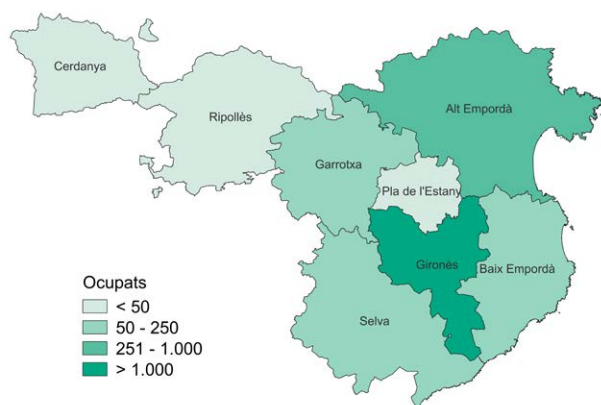 Cerdanya
Ripollès
Alt Empordà
Garrotxa
Pla de l'Estany
Gironès
Baix Empordà
Selva
Ocupats
< 50
50 - 250
251 - 1.000
> 1.000